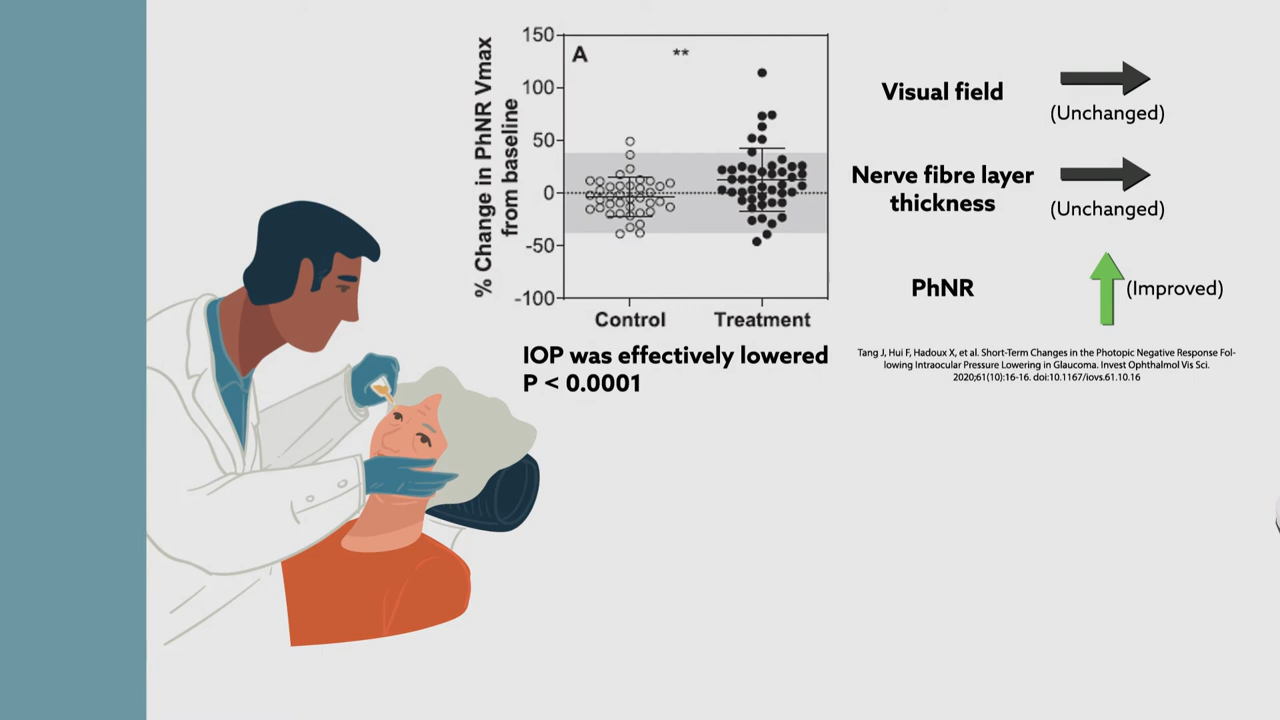 % Change in PhNR Vmax
from baseline
150
100
50
0
-50
-100
A
**
Control
Treatment
IOP was effectively lowered
P < 0.0001
Visual field
(Unchanged)
Nerve fibre layer
thickness
(Unchanged)
PhNR
(Improved)
Tang J, Hui F, Hadoux X, et al. Short-Term Changes in the Photopic Negative Response Fol-
lowing Intraocular Pressure Lowering in Glaucoma. Invest Ophthalmol Vis Sci.
2020;61(10):16-16. doi:10.1167/iovs.61.10.16